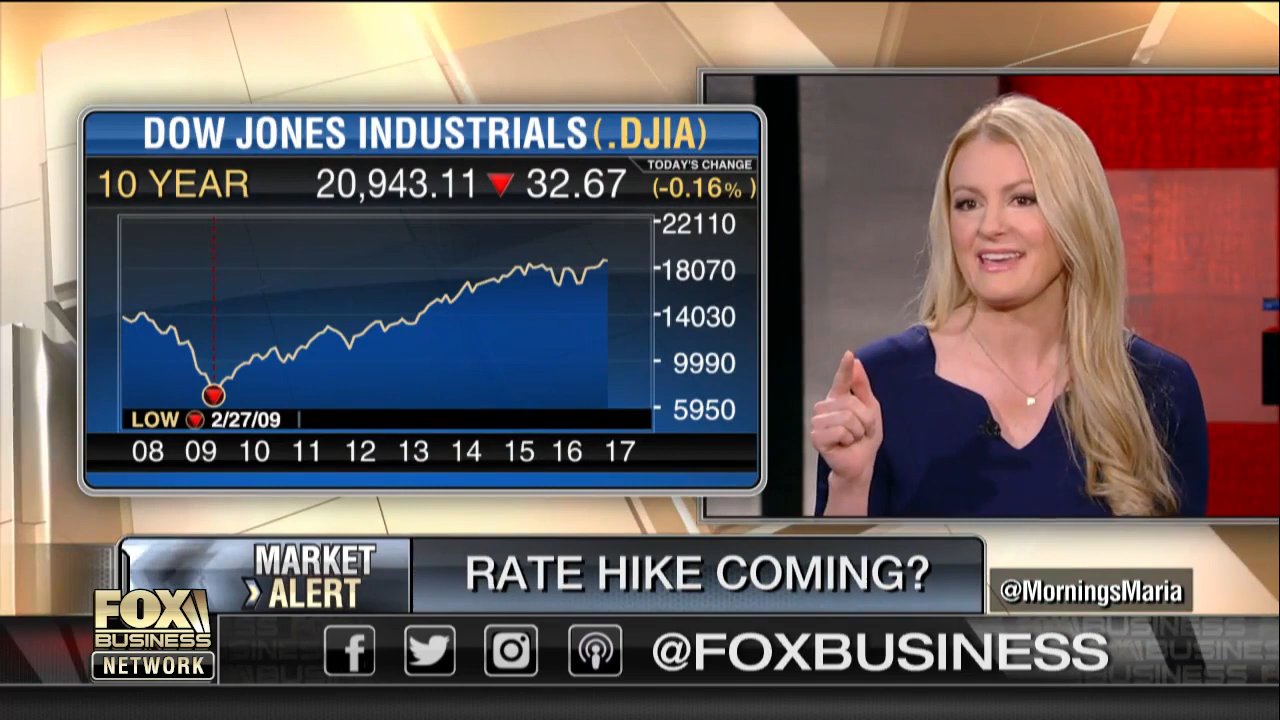 DOW JONES INDUSTRIALS (.DJIA)
TODAY'S CHANGE
10 YEAR 20,943.11 ▼ 32.67 (-0.16%)
22110
18070
14030
9990
5950
LOW 2/27/09
08 09 10 11 12 13 14 15 16 17
MARKET
ALERT
RATE HIKE COMING?
@MorningsMaria
FOX
BUSINESS
NETWORK
f
@FOXBUSINESS